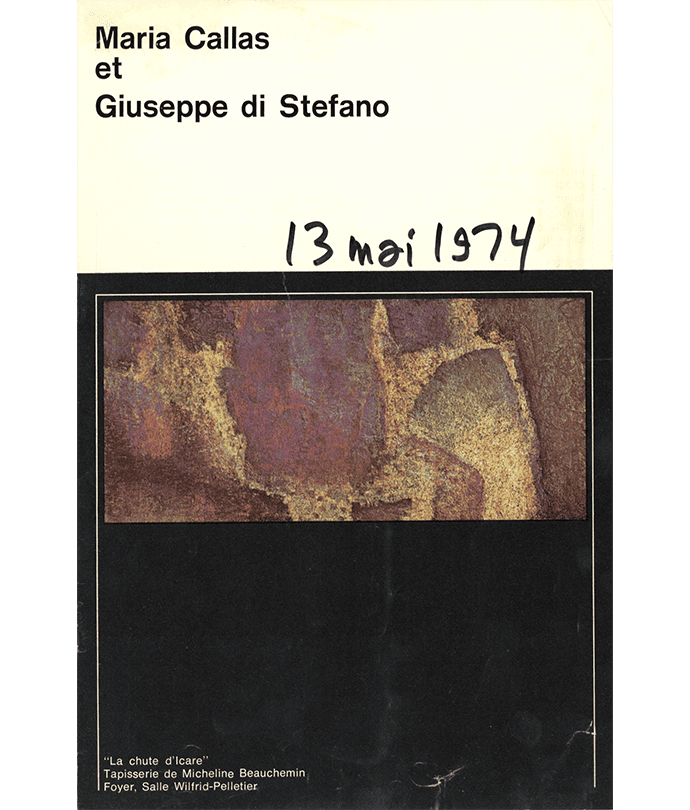 Maria Callas
et
Giuseppe di Stefano
13 mai 1974
"La chute d'Icare"
Tapisserie de Micheline Beauchemin
Foyer, Salle Wilfrid-Pelletier